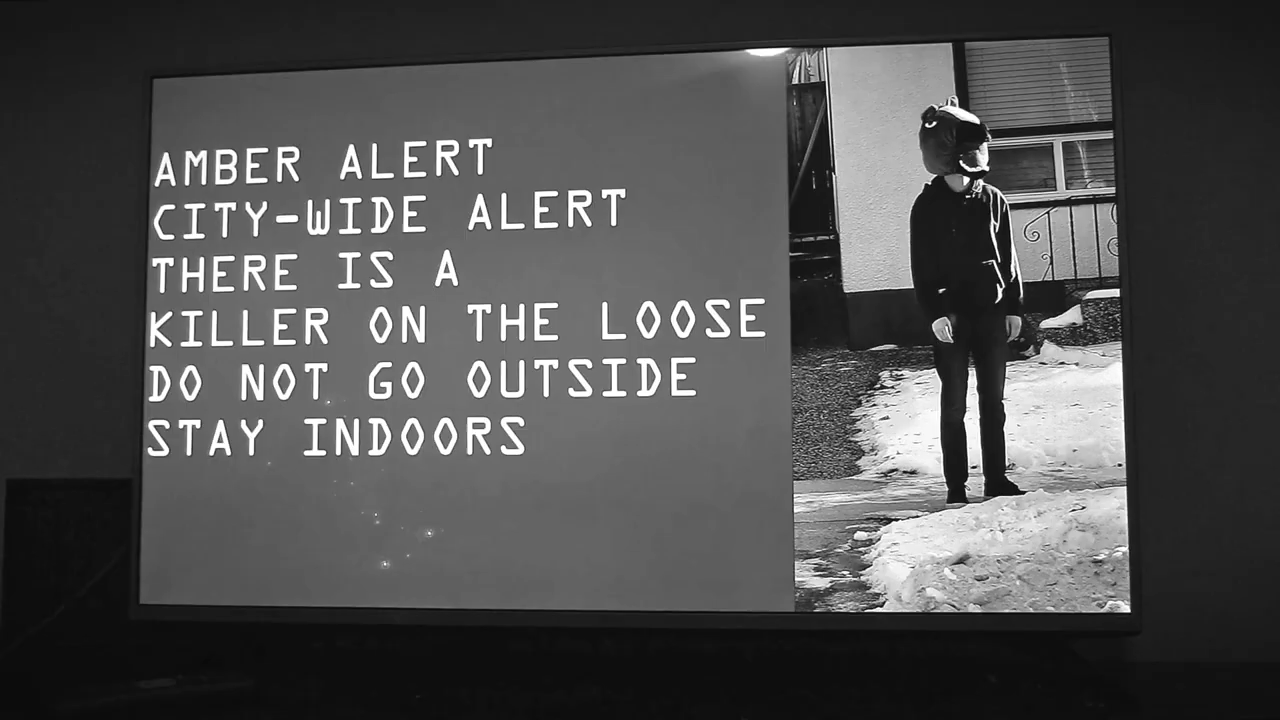 AMBER ALERT
CITY-WIDE ALERT
THERE IS A
KILLER ON THE LOOSE
DO NOT GO OUTSIDE
STAY INDOORS